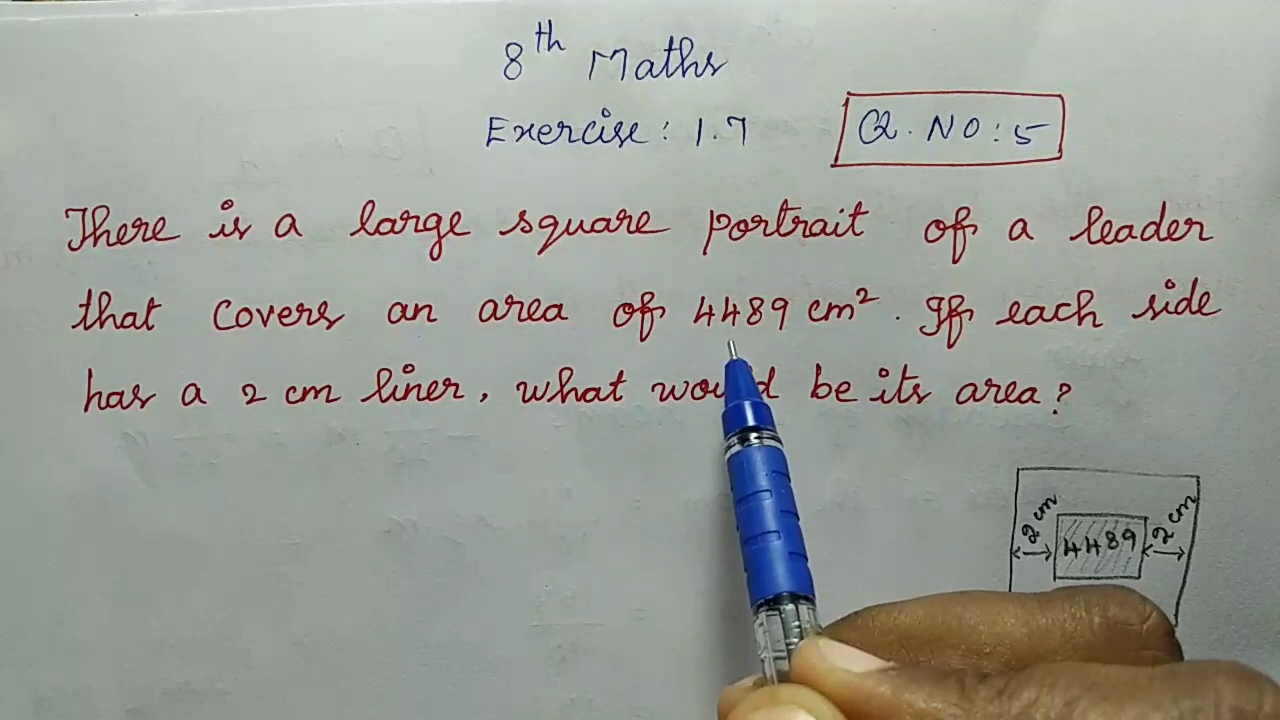 8th Maths
Exercise: 1.7
Q. NO: 5
There is a large square portrait of a leader
that covers an area of 4489 cm². If each side
has a 2 cm liner, what would be its area?
2 cm
4489
2 cm